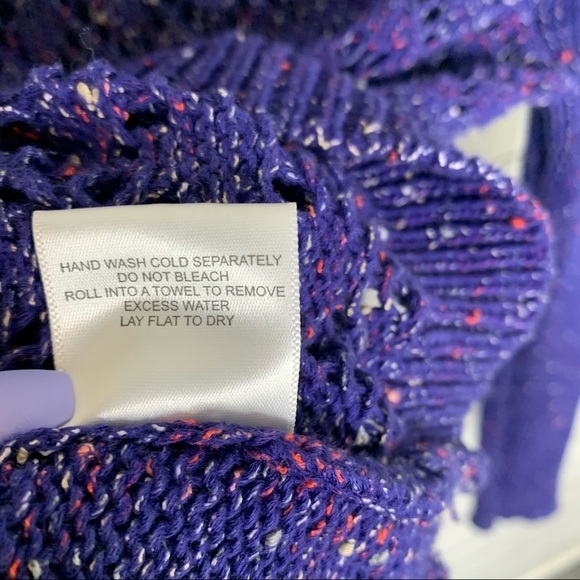 HAND WASH COLD SEPARATELY
DO NOT BLEACH
ROLL INTO A TOWEL TO REMOVE
EXCESS WATER
LAY FLAT TO DRY